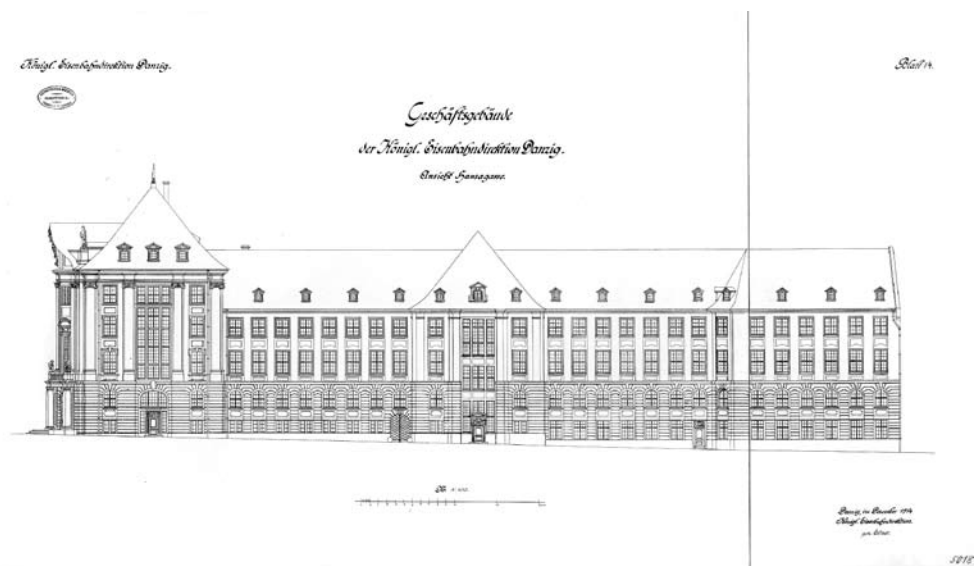 Königl. Eisenbahndirektion Danzig.
Blatt 14.
Geschäftsgebäude
der Königl. Eisenbahndirektion Danzig.
Ansicht Hansagasse.
Danzig, im Dezember 1914
Königl. Eisenbahndirektion.
5018